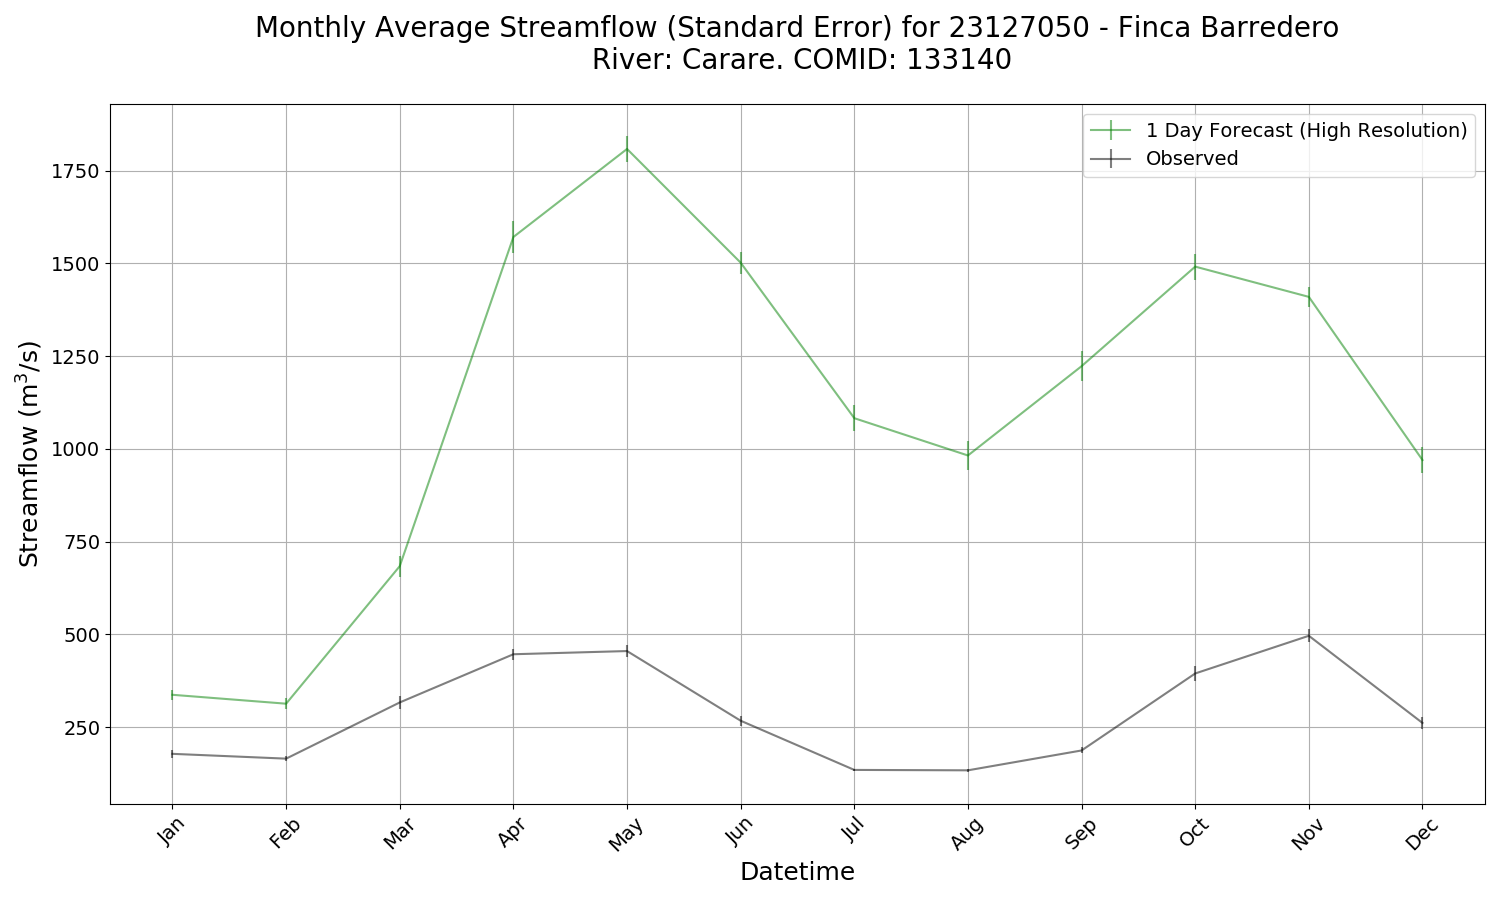 Monthly Average Streamflow (Standard Error) for 23127050 - Finca Barredero
River: Carare. COMID: 133140
1 Day Forecast (High Resolution)
Observed
Streamflow (m³/s)
1750
1500
1250
1000
750
500
250
Jan
Feb
Mar
Apr
May
Jun
Jul
Aug
Sep
Oct
Nov
Dec
Datetime